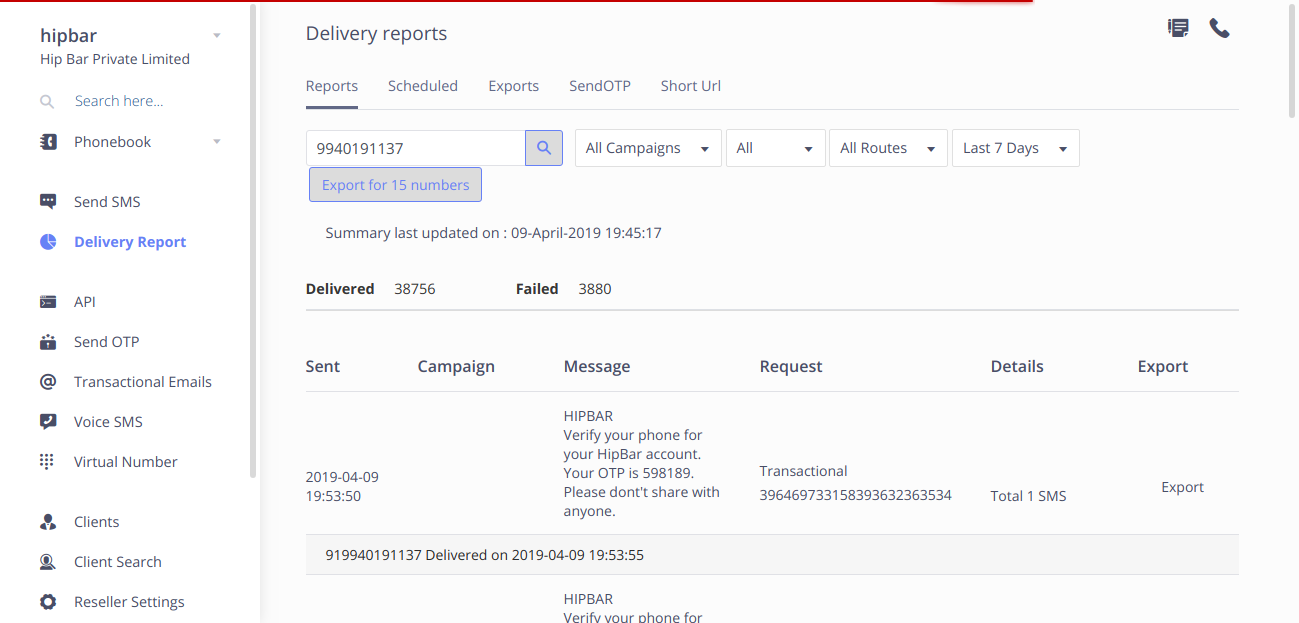 hipbar
Hip Bar Private Limited
Search here...
Phonebook
Send SMS
Delivery Report
API
Send OTP
Transactional Emails
Voice SMS
Virtual Number
Clients
Client Search
Reseller Settings
Delivery reports
Reports Scheduled Exports SendOTP Short Url
9940191137 All Campaigns All All Routes Last 7 Days
Export for 15 numbers
Summary last updated on : 09-April-2019 19:45:17
Delivered 38756 Failed 3880
Sent Campaign Message Request Details Export
2019-04-09
19:53:50
HIPBAR
Verify your phone for
your HipBar account.
Your OTP is 598189.
Please don't share with
anyone.
Transactional
396469733158393632363534
Total 1 SMS
Export
919940191137 Delivered on 2019-04-09 19:53:55
HIPBAR
Verify your phone for